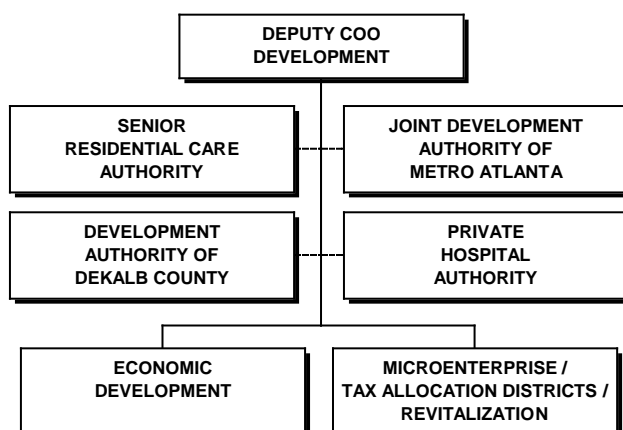 DEPUTY COO
DEVELOPMENT
SENIOR
RESIDENTIAL CARE
AUTHORITY
JOINT DEVELOPMENT
AUTHORITY OF
METRO ATLANTA
DEVELOPMENT
AUTHORITY OF
DEKALB COUNTY
PRIVATE
HOSPITAL
AUTHORITY
ECONOMIC
DEVELOPMENT
MICROENTERPRISE /
TAX ALLOCATION DISTRICTS /
REVITALIZATION